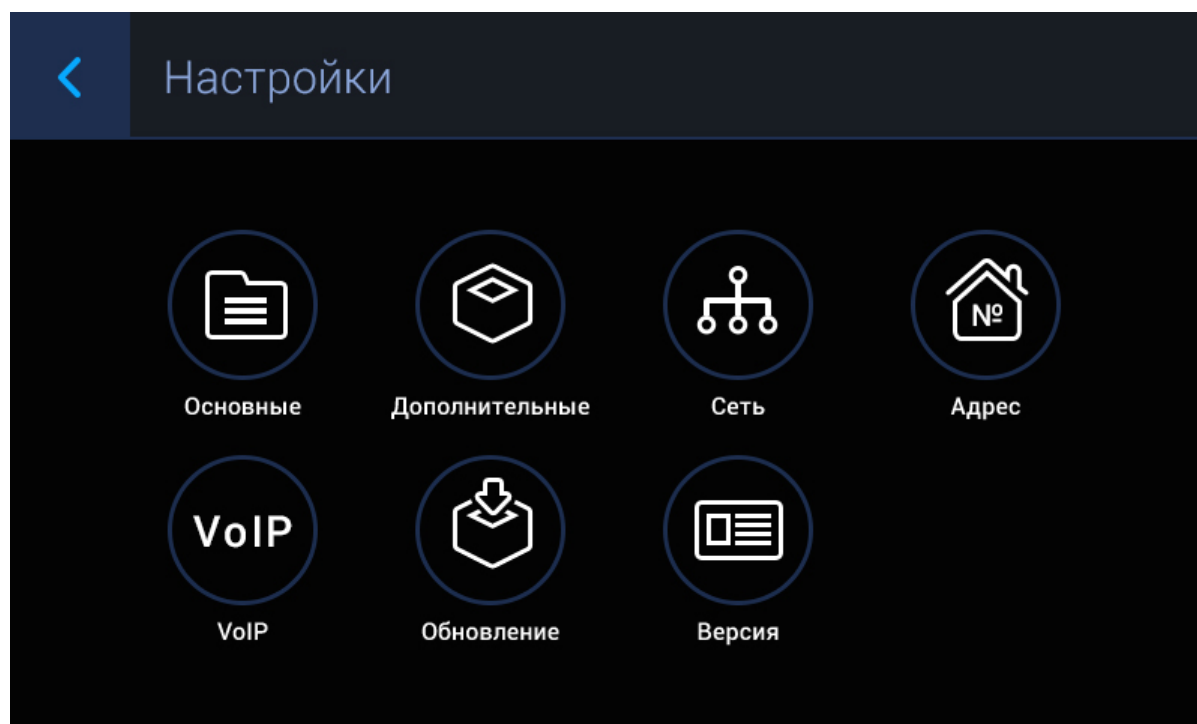 Настройки
№
Основные Дополнительные Сеть Адрес
VoIP
VoIP Обновление Версия